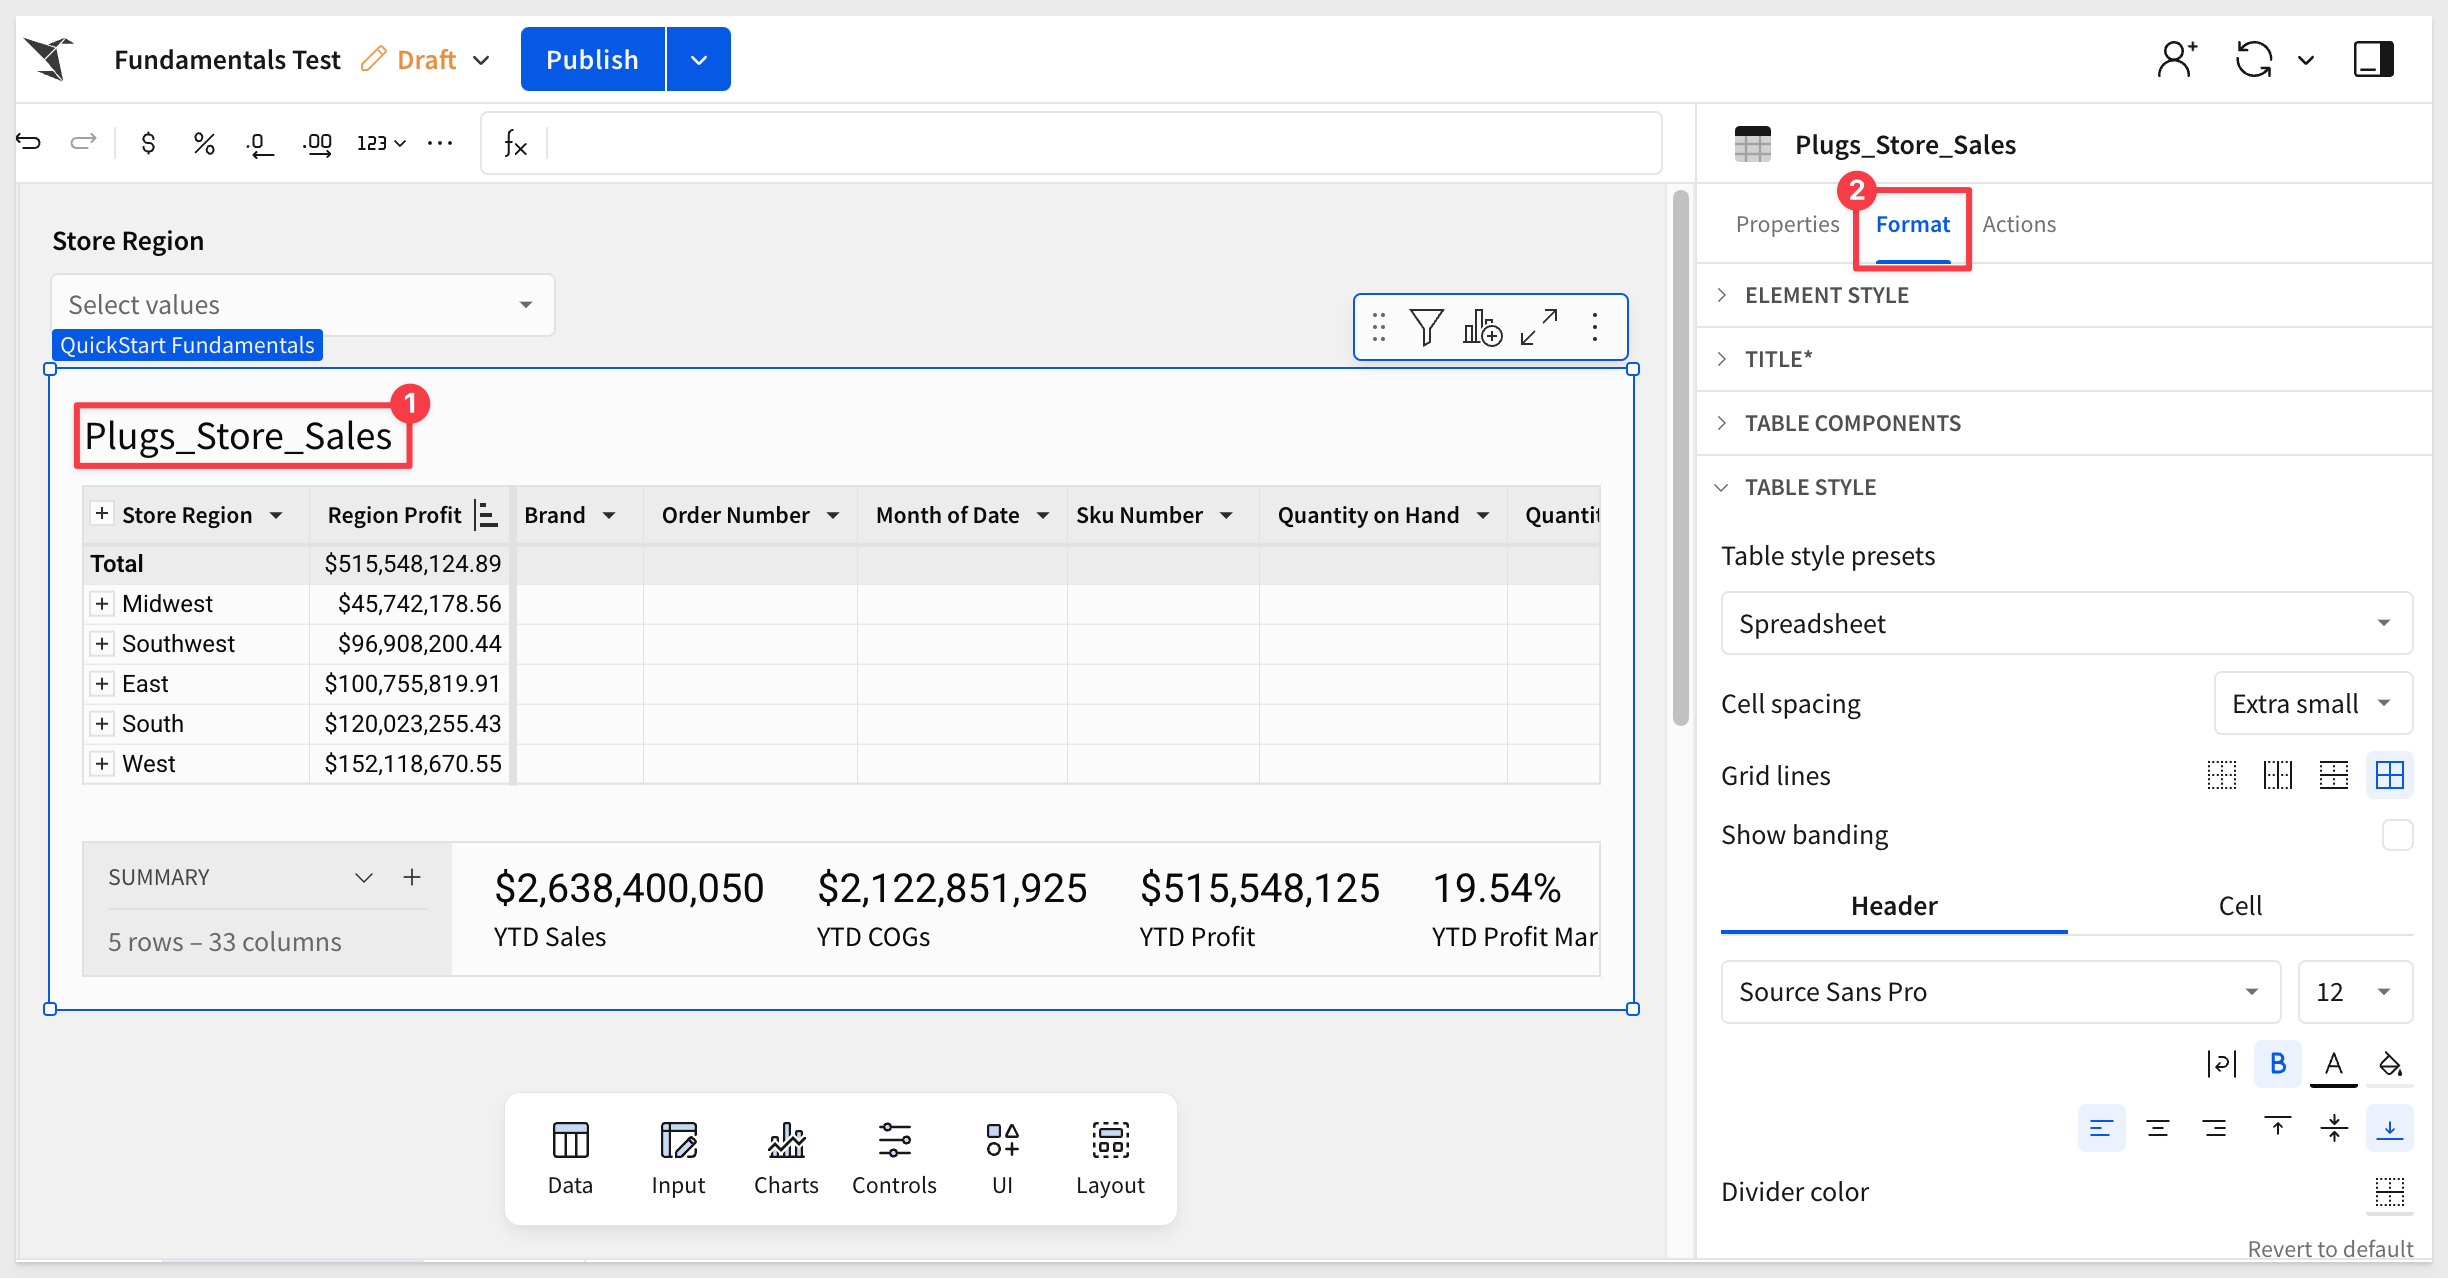 Fundamentals Test Draft Publish
$ % .0 .00 123 ... fx
Plugs_Store_Sales
2
Properties Format Actions
Store Region
Select values
QuickStart Fundamentals
1
Plugs_Store_Sales
Store Region Region Profit Brand Order Number Month of Date Sku Number Quantity on Hand Quantit
Total $515,548,124.89
Midwest $45,742,178.56
Southwest $96,908,200.44
East $100,755,819.91
South $120,023,255.43
West $152,118,670.55
SUMMARY
5 rows – 33 columns
$2,638,400,050 $2,122,851,925 $515,548,125 19.54%
YTD Sales YTD COGs YTD Profit YTD Profit Mar
Data Input Charts Controls UI Layout
ELEMENT STYLE
TITLE*
TABLE COMPONENTS
TABLE STYLE
Table style presets
Spreadsheet
Cell spacing Extra small
Grid lines
Show banding
Header Cell
Source Sans Pro 12
B A
Divider color
Revert to default